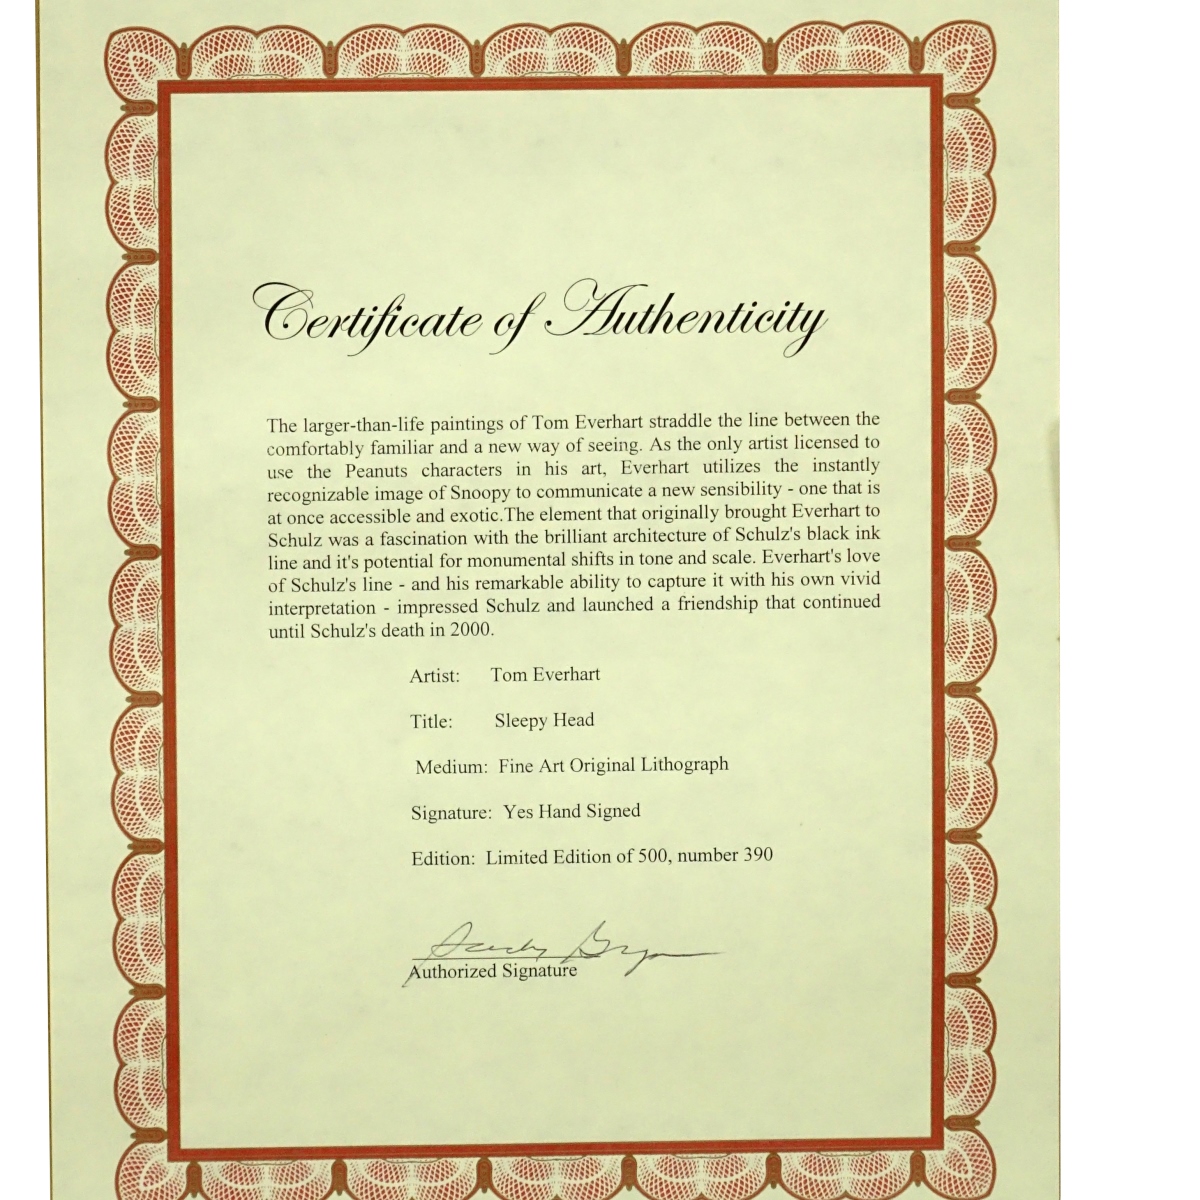 Certificate of Authenticity
The larger-than-life paintings of Tom Everhart straddle the line between the
comfortably familiar and a new way of seeing. As the only artist licensed to
use the Peanuts characters in his art, Everhart utilizes the instantly
recognizable image of Snoopy to communicate a new sensibility - one that is
at once accessible and exotic.The element that originally brought Everhart to
Schulz was a fascination with the brilliant architecture of Schulz's black ink
line and it's potential for monumental shifts in tone and scale. Everhart's love
of Schulz's line - and his remarkable ability to capture it with his own vivid
interpretation - impressed Schulz and launched a friendship that continued
until Schulz's death in 2000.
Artist: Tom Everhart
Title: Sleepy Head
Medium: Fine Art Original Lithograph
Signature: Yes Hand Signed
Edition: Limited Edition of 500, number 390
Authorized Signature